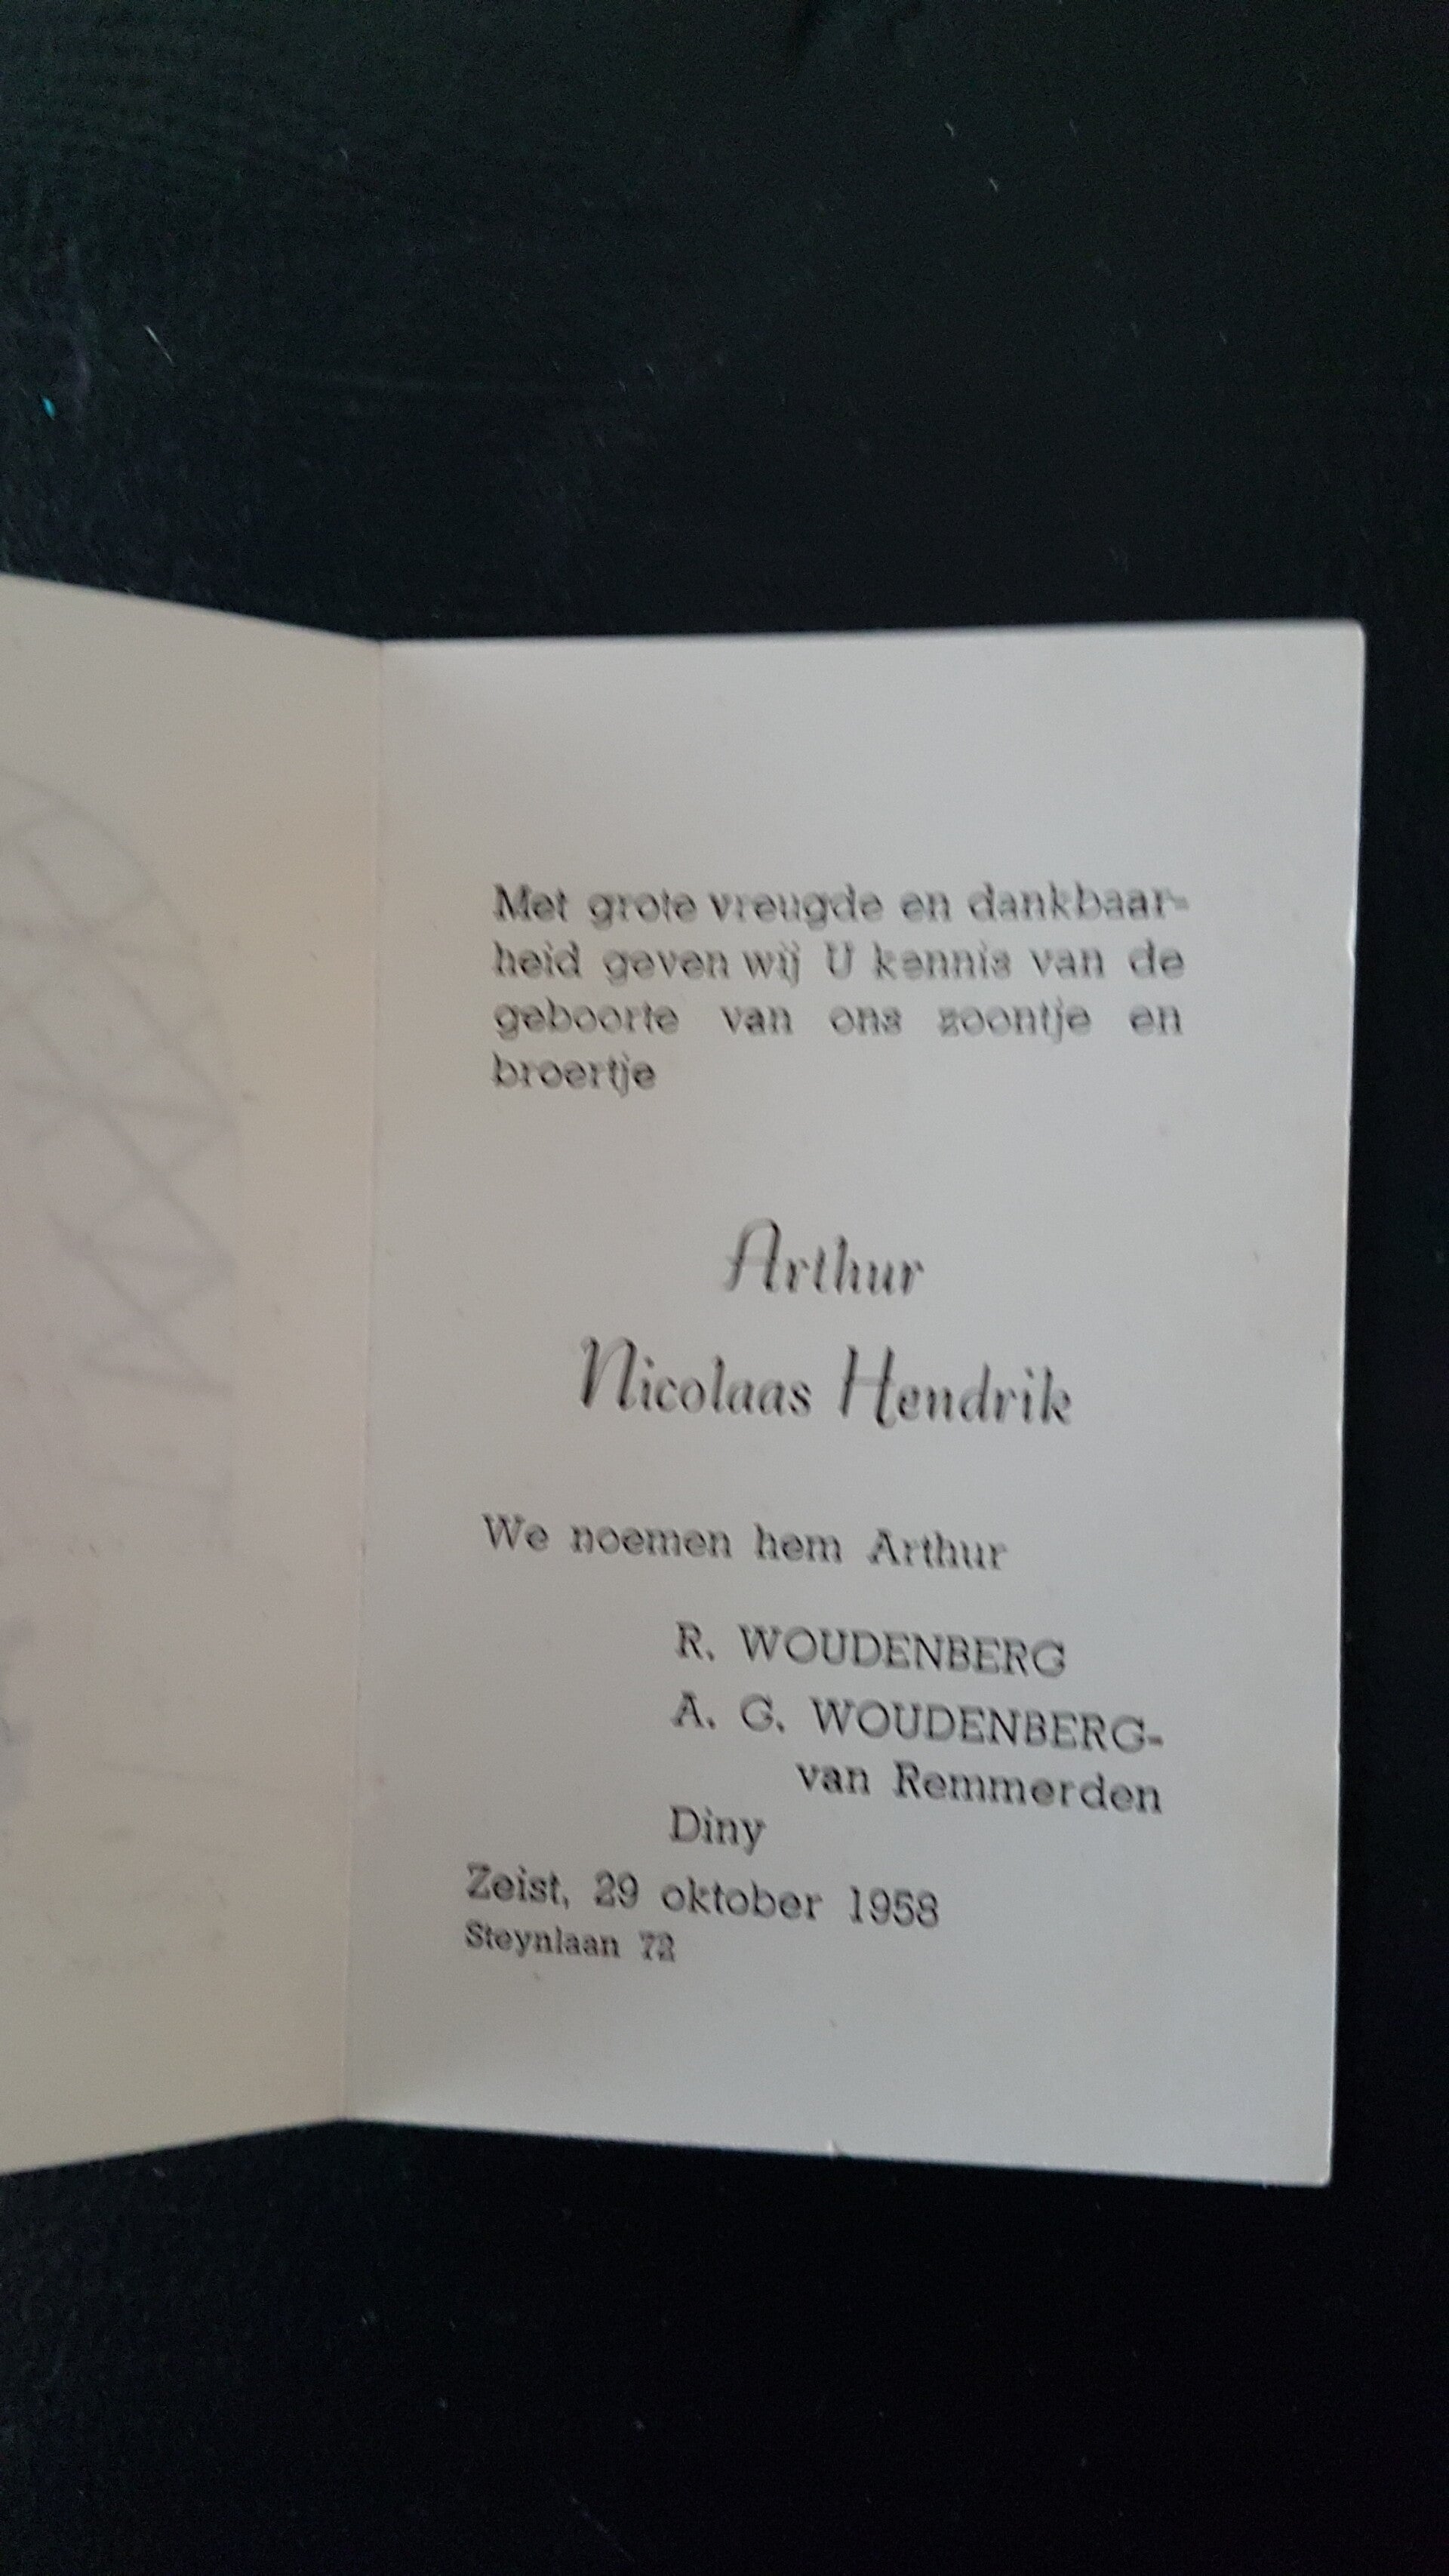 Met grote vreugde en dankbaar-
heid geven wij U kennis van de
geboorte van ons zoontje en
broertje
Arthur
Nicolaas Hendrik
We noemen hem Arthur
R. WOUDENBERG
A. G. WOUDENBERG-
van Remmerden
Diny
Zeist, 29 oktober 1958
Steynlaan 72